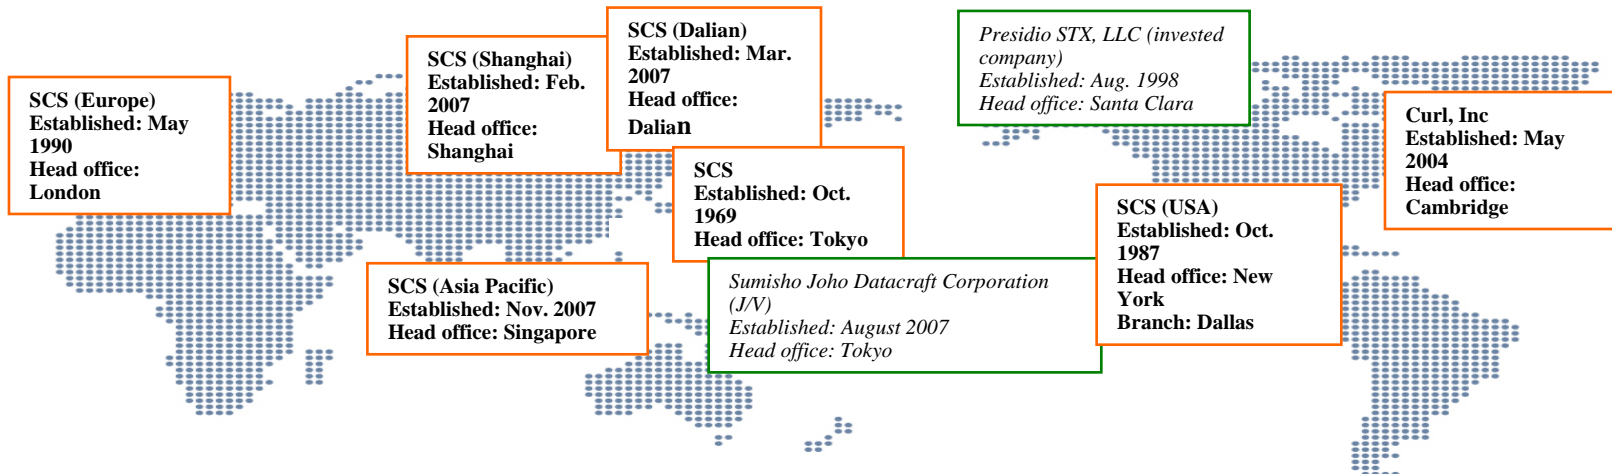 SCS (Europe)
Established: May
1990
Head office:
London
SCS (Shanghai)
Established: Feb.
2007
Head office:
Shanghai
SCS (Dalian)
Established: Mar.
2007
Head office:
Dalian
SCS
Established: Oct.
1969
Head office: Tokyo
SCS (Asia Pacific)
Established: Nov. 2007
Head office: Singapore
Sumisho Joho Datacraft Corporation
(J/V)
Established: August 2007
Head office: Tokyo
Presidio STX, LLC (invested
company)
Established: Aug. 1998
Head office: Santa Clara
SCS (USA)
Established: Oct.
1987
Head office: New
York
Branch: Dallas
Curl, Inc
Established: May
2004
Head office:
Cambridge